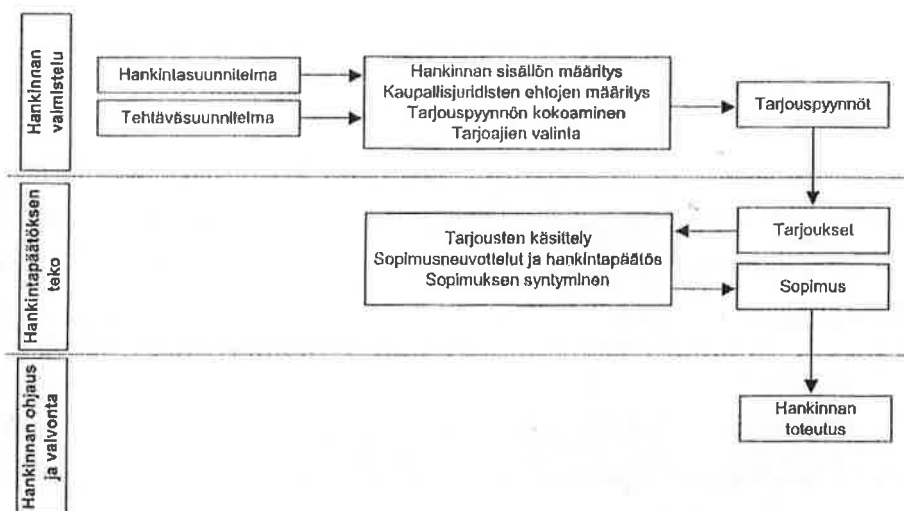 Hankinnan
valmistelu
Hankintasuunnitelma
Tehtäväsuunnitelma
Hankinnan sisällön määritys
Kaupallisjuridisten ehtojen määritys
Tarjouspyynnön kokoaminen
Tarjoajien valinta
Tarjouspyynnöt
Hankintapäätöksen
teko
Tarjousten käsittely
Sopimusneuvottelut ja hankintapäätös
Sopimuksen syntyminen
Tarjoukset
Sopimus
Hankinnan ohjaus
ja valvonta
Hankinnan
toteutus